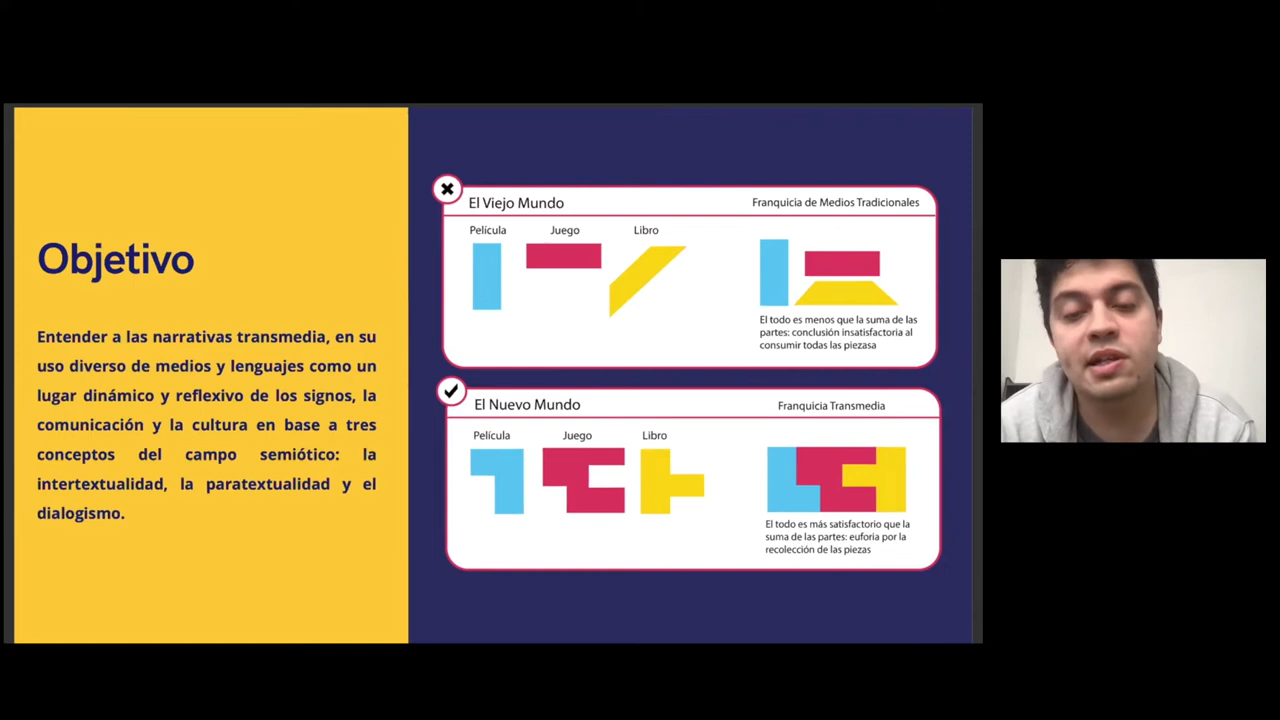 Objetivo
Entender a las narrativas transmedia, en su
uso diverso de medios y lenguajes como un
lugar dinámico y reflexivo de los signos, la
comunicación y la cultura en base a tres
conceptos del campo semiótico: la
intertextualidad, la paratextualidad y el
dialogismo.
El Viejo Mundo
Franquicia de Medios Tradicionales
Película
Juego
Libro
El todo es menos que la suma de las
partes: conclusión insatisfactoria al
consumir todas las piezasa
El Nuevo Mundo
Franquicia Transmedia
Película
Juego
Libro
El todo es más satisfactorio que la
suma de las partes: euforia por la
recolección de las piezas